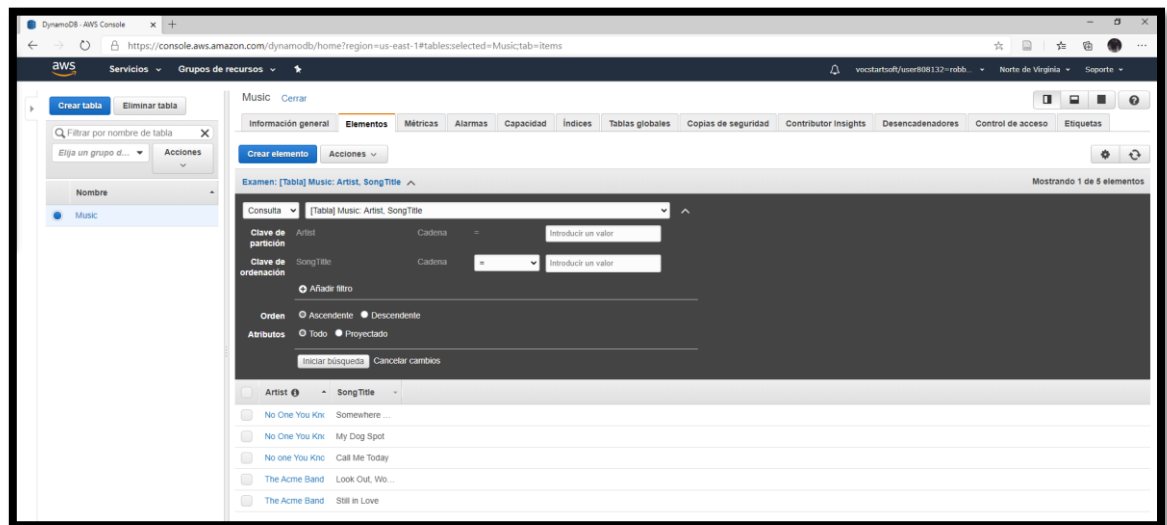 DynamoDB - AWS Console
https://console.aws.amazon.com/dynamodb/home?region=us-east-1#tables:selected=Music;tab=items
aws Servicios Grupos de recursos vocstartsoft/user808132=robb... Norte de Virginia Soporte
Crear tabla Eliminar tabla
Filtrar por nombre de tabla X
Elija un grupo d... Acciones
Nombre
Music
Music Cerrar
Información general Elementos Métricas Alarmas Capacidad Índices Tablas globales Copias de seguridad Contributor Insights Desencadenadores Control de acceso Etiquetas
Crear elemento Acciones
Examen: [Tabla] Music: Artist, SongTitle Mostrando 1 de 5 elementos
Consulta [Tabla] Music: Artist, SongTitle
Clave de partición Artist Cadena = Introducir un valor
Clave de ordenación SongTitle Cadena = Introducir un valor
Añadir filtro
Orden Ascendente Descendente
Atributos Todo Proyectado
Iniciar búsqueda Cancelar cambios
Artist SongTitle
No One You Knc Somewhere ...
No One You Knc My Dog Spot
No one You Knc Call Me Today
The Acme Band Look Out, Wo...
The Acme Band Still in Love